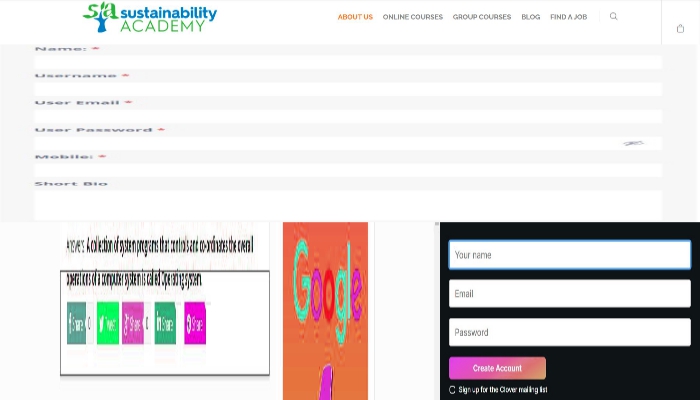 sa sustainability
ACADEMY
ABOUT US ONLINE COURSES GROUP COURSES BLOG FIND A JOB
Name: *
Username *
User Email *
User Password *
Mobile: *
Short Bio
Answers: A collection of system programs that controls and co-ordinates the overall
operations of a computer system is called Operating system.
Share 0 Tweet Share 0 Share Share
Google
Your name
Email
Password
Create Account
Sign up for the Clover mailing list